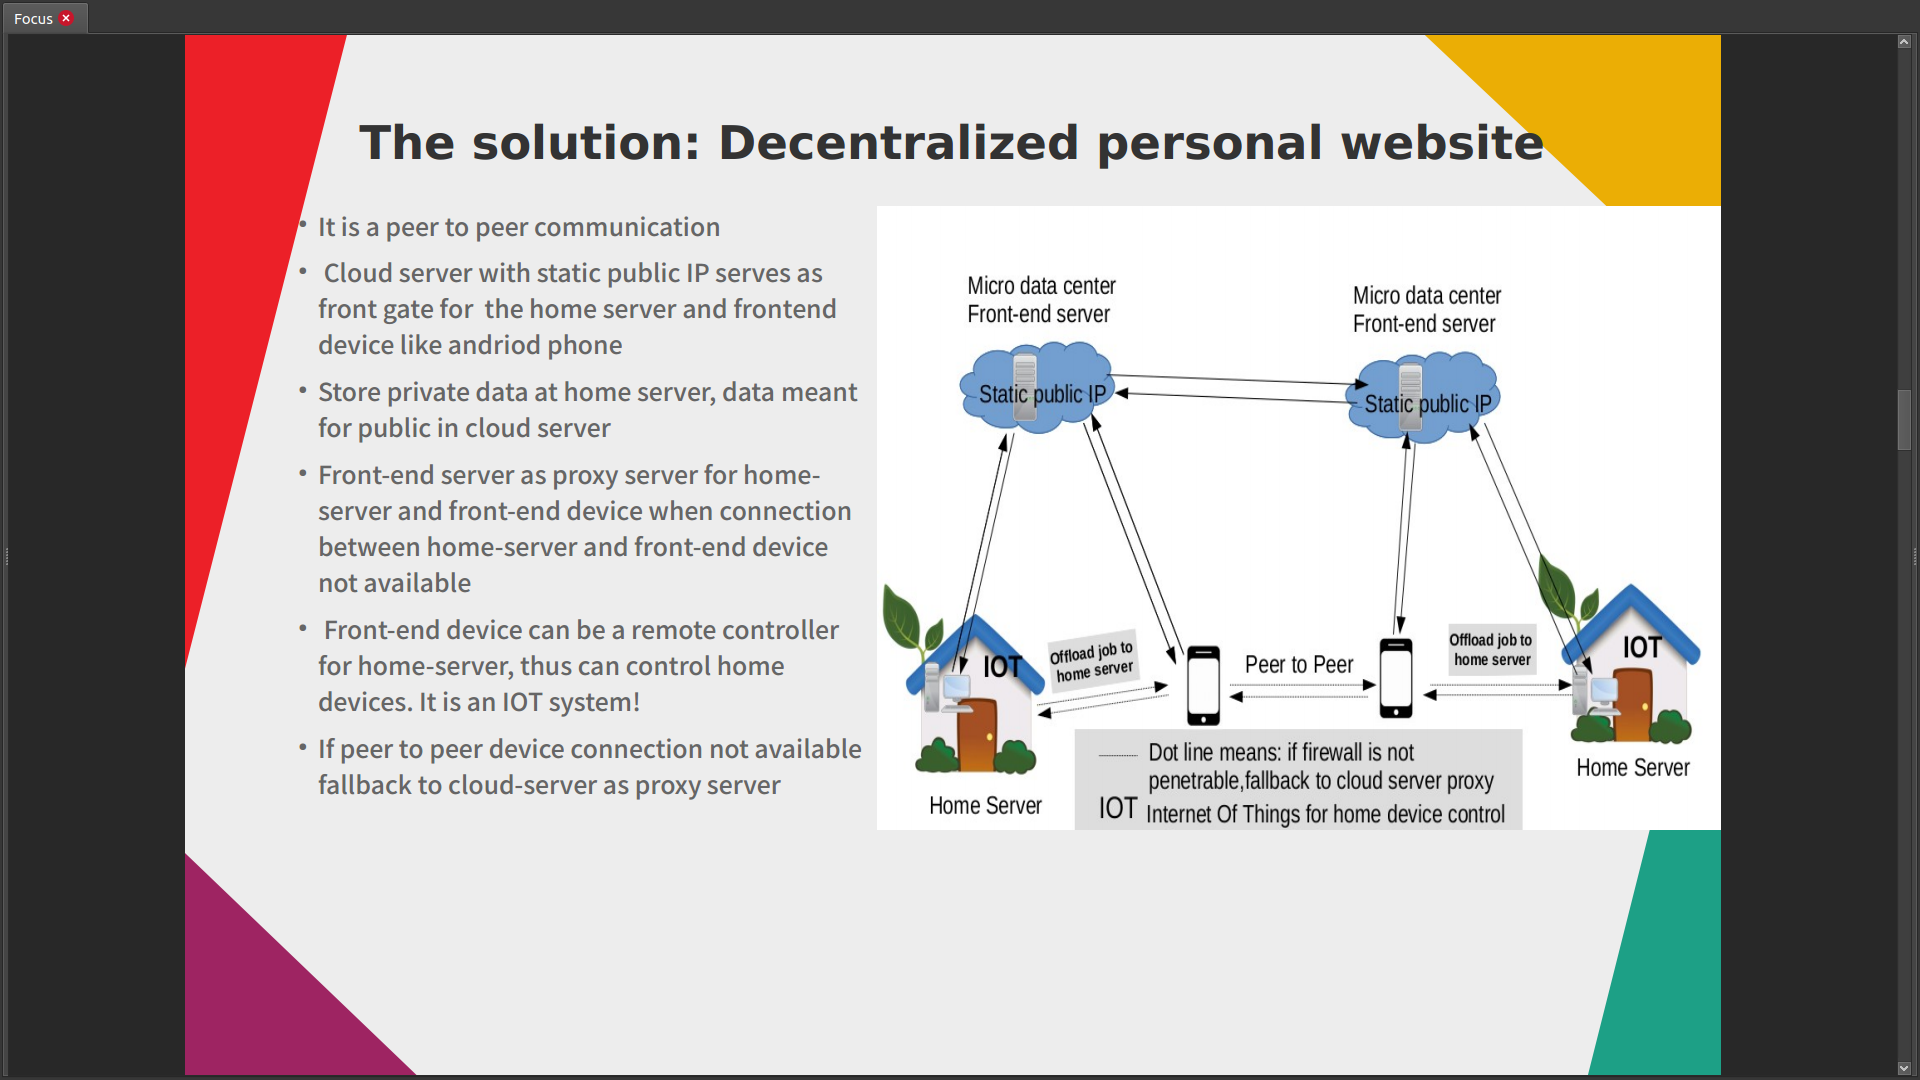 Focus
The solution: Decentralized personal website
• It is a peer to peer communication
• Cloud server with static public IP serves as
front gate for the home server and frontend
device like andriod phone
• Store private data at home server, data meant
for public in cloud server
• Front-end server as proxy server for home-
server and front-end device when connection
between home-server and front-end device
not available
• Front-end device can be a remote controller
for home-server, thus can control home
devices. It is an IOT system!
• If peer to peer device connection not available
fallback to cloud-server as proxy server
Micro data center
Front-end server
Micro data center
Front-end server
Static public IP
Static public IP
IOT
Offload job to
home server
Peer to Peer
Offload job to
home server
IOT
Home Server
Home Server
Dot line means: if firewall is not
penetrable,fallback to cloud server proxy
IOT Internet Of Things for home device control